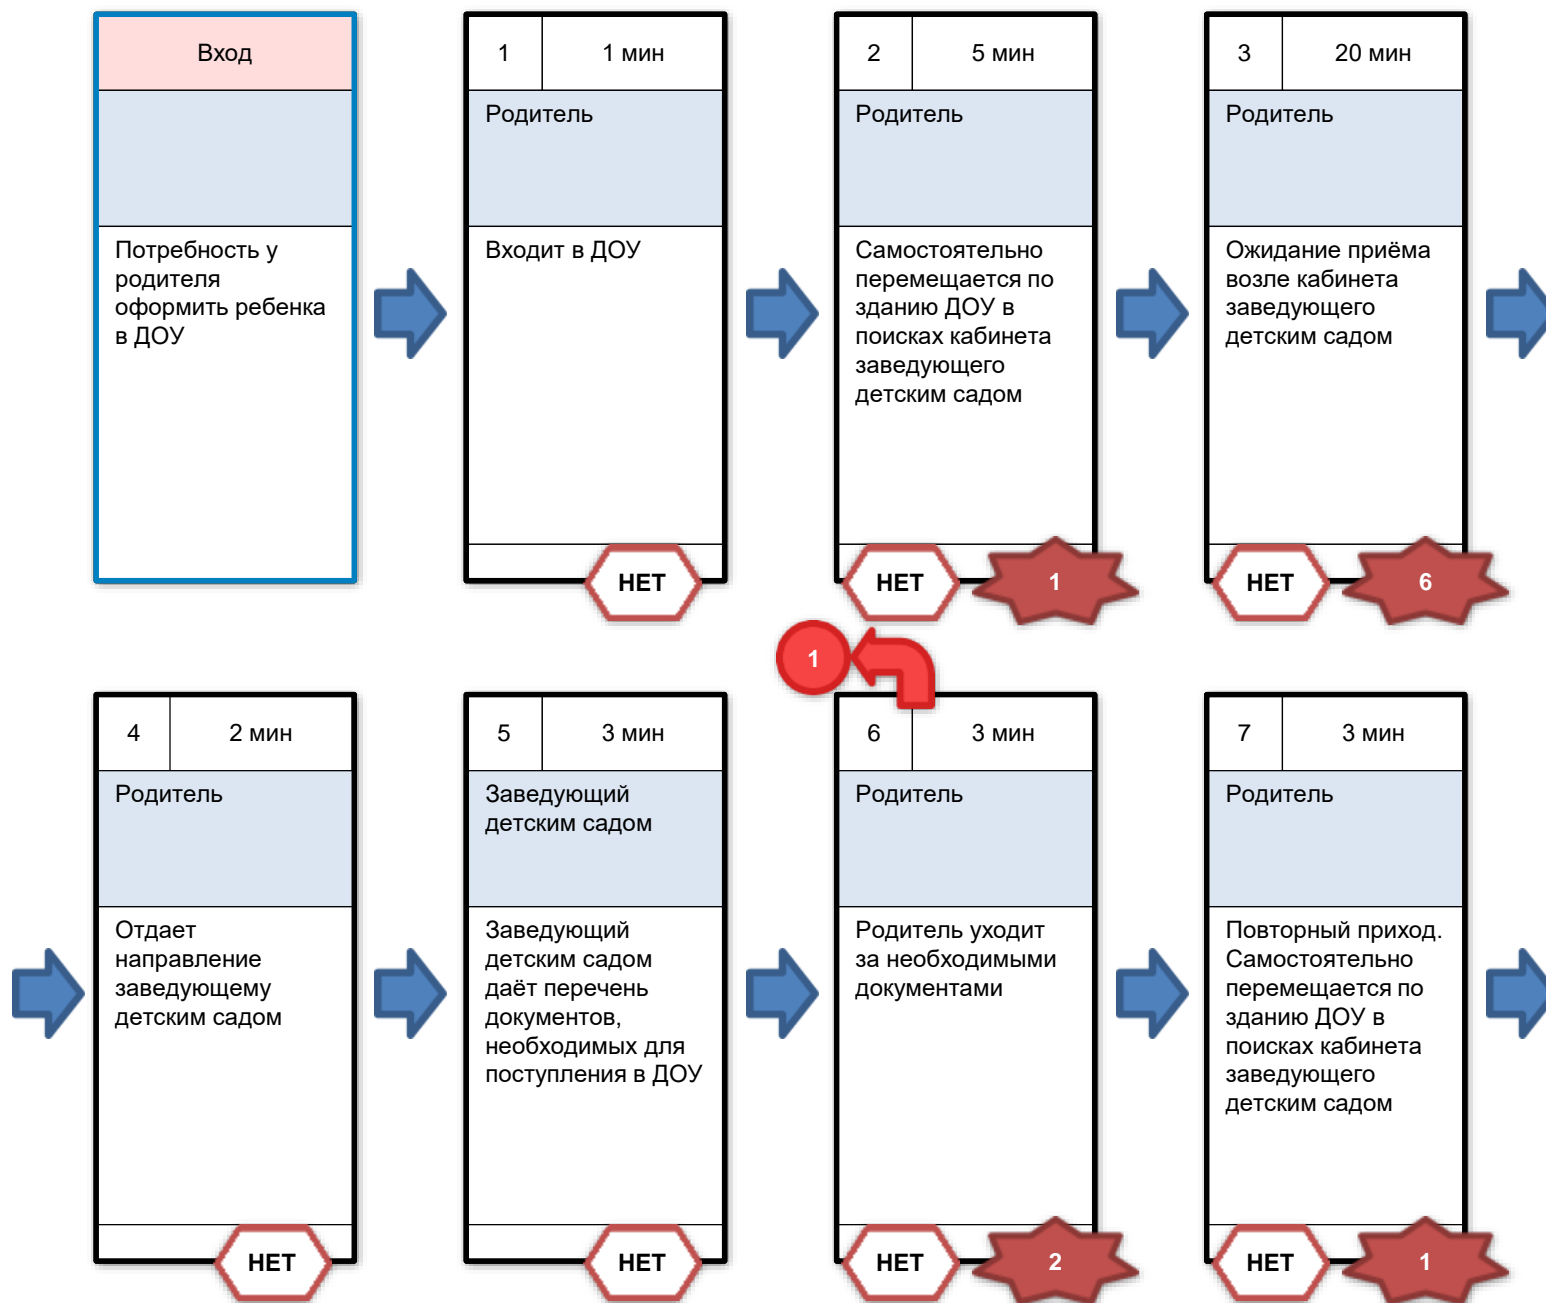 Вход
Потребность у
родителя
оформить ребенка
в ДОУ
1
1 мин
Родитель
Входит в ДОУ
НЕТ
2
5 мин
Родитель
Самостоятельно
перемещается по
зданию ДОУ в
поисках кабинета
заведующего
детским садом
НЕТ
1
3
20 мин
Родитель
Ожидание приёма
возле кабинета
заведующего
детским садом
НЕТ
6
4
2 мин
Родитель
Отдает
направление
заведующему
детским садом
НЕТ
5
3 мин
Заведующий
детским садом
Заведующий
детским садом
даёт перечень
документов,
необходимых для
поступления в ДОУ
НЕТ
1
6
3 мин
Родитель
Родитель уходит
за необходимыми
документами
НЕТ
2
7
3 мин
Родитель
Повторный приход.
Самостоятельно
перемещается по
зданию ДОУ в
поисках кабинета
заведующего
детским садом
НЕТ
1